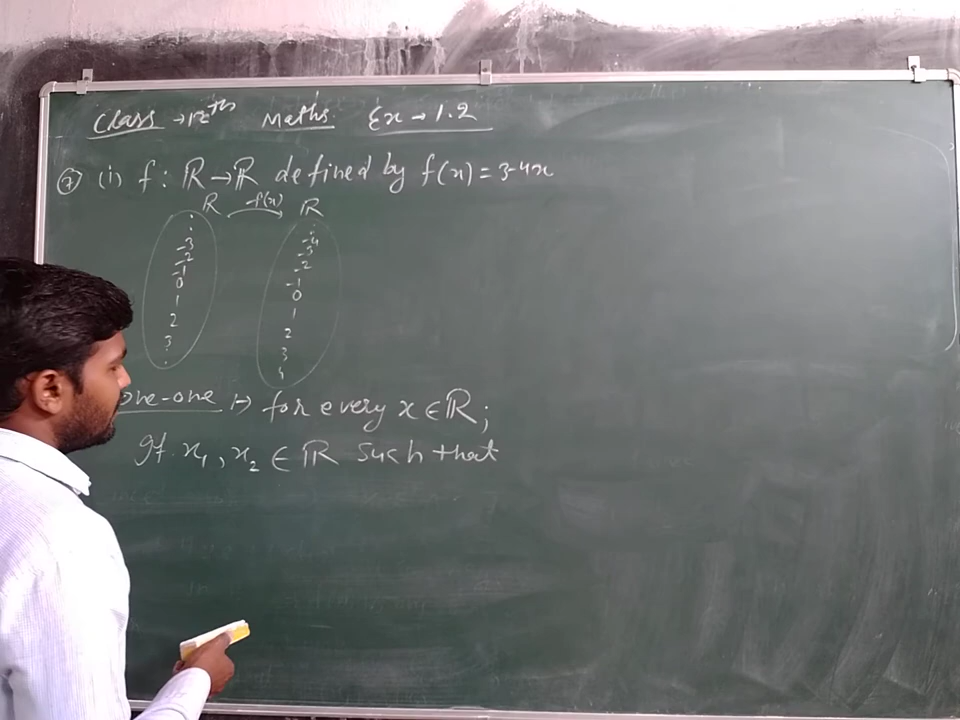 Class → 12th Maths Ex → 1.2
⑦ (i) f: ℝ→ℝ defined by f(x) = 3-4x
ℝ f(x) ℝ
-3 -4
-2 -3
-1 -2
0 -1
1 0
2 1
3 2
3
4
one-one :→ for every x ∈ ℝ;
If x₁, x₂ ∈ ℝ such that